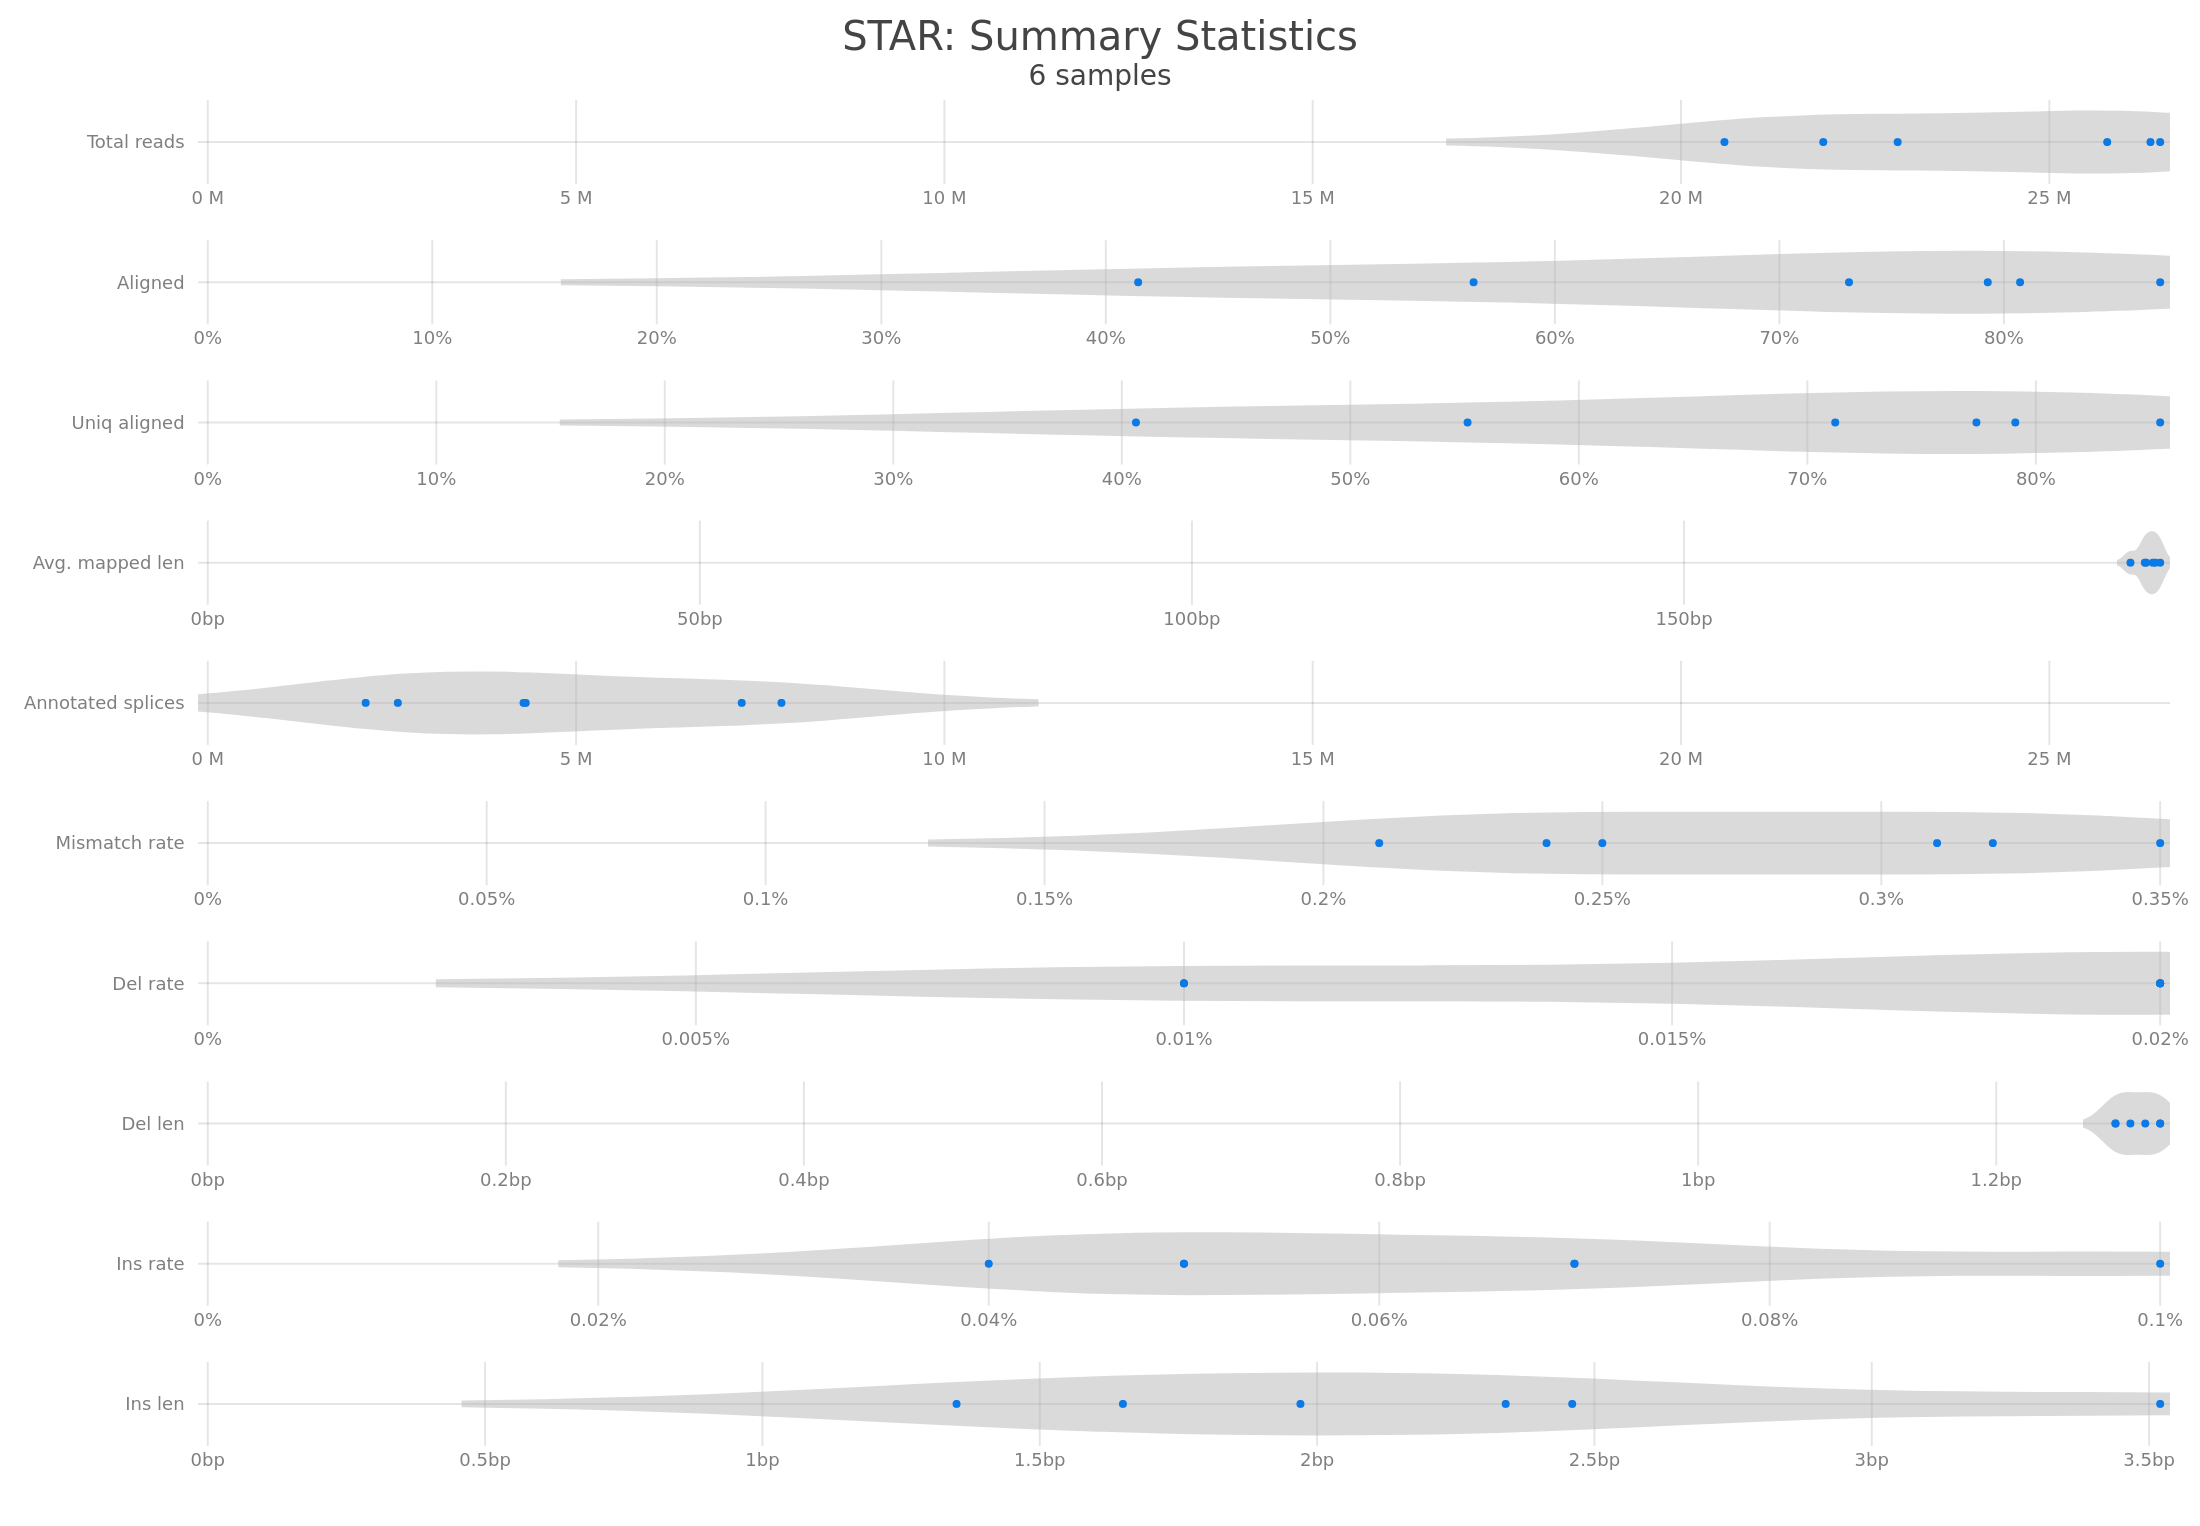 STAR: Summary Statistics
6 samples
Total reads
0 M 5 M 10 M 15 M 20 M 25 M
Aligned
0% 10% 20% 30% 40% 50% 60% 70% 80%
Uniq aligned
0% 10% 20% 30% 40% 50% 60% 70% 80%
Avg. mapped len
0bp 50bp 100bp 150bp
Annotated splices
0 M 5 M 10 M 15 M 20 M 25 M
Mismatch rate
0% 0.05% 0.1% 0.15% 0.2% 0.25% 0.3% 0.35%
Del rate
0% 0.005% 0.01% 0.015% 0.02%
Del len
0bp 0.2bp 0.4bp 0.6bp 0.8bp 1bp 1.2bp
Ins rate
0% 0.02% 0.04% 0.06% 0.08% 0.1%
Ins len
0bp 0.5bp 1bp 1.5bp 2bp 2.5bp 3bp 3.5bp